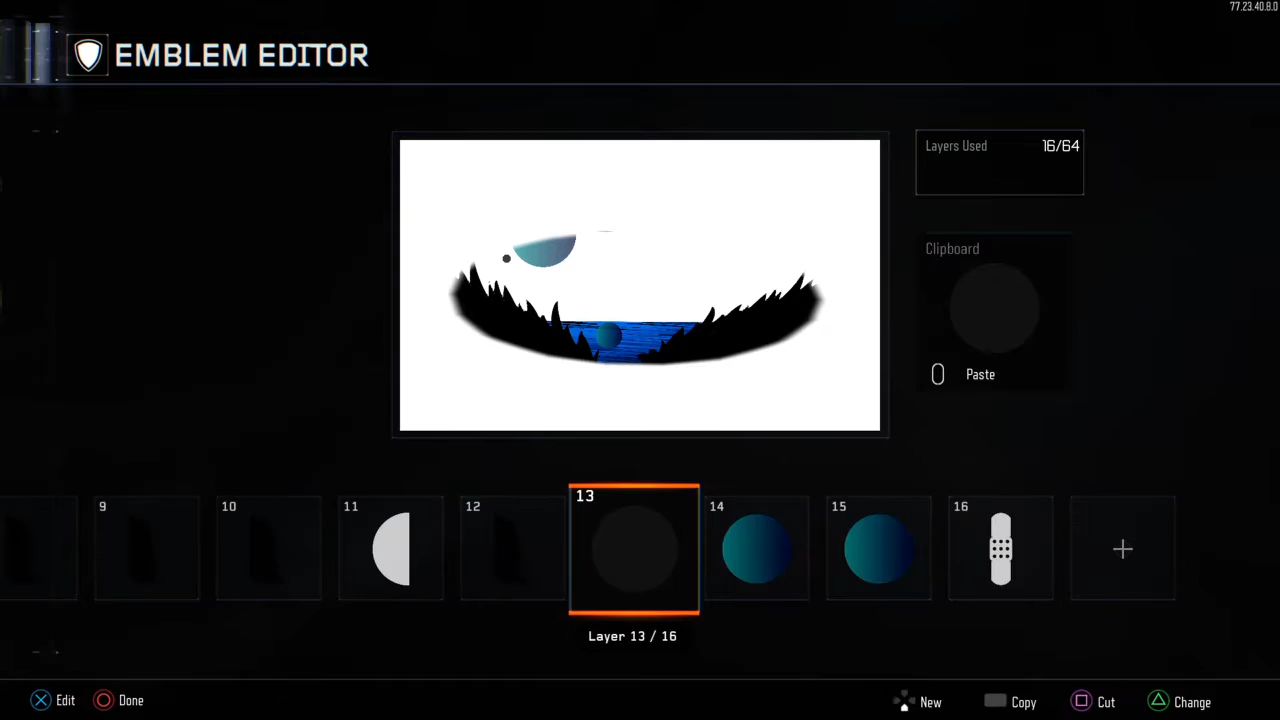 77.23.40.8.0
EMBLEM EDITOR
Layers Used 16/64
Clipboard
Paste
9 10 11 12 13 14 15 16
Layer 13 / 16
Edit Done New Copy Cut Change